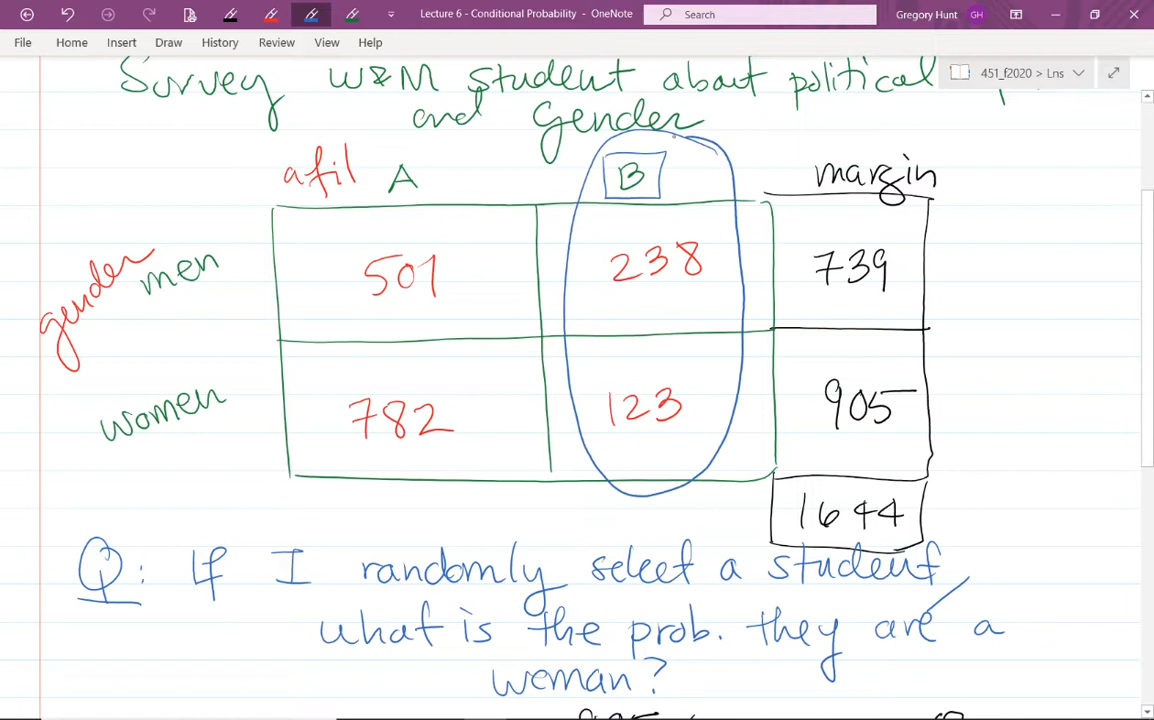 Lecture 6 - Conditional Probability - OneNote
Search
Gregory Hunt GH
File Home Insert Draw History Review View Help
451_f2020 > Lns
Survey W&M student about political
and Gender
afil A B margin
gender men 501 238 739
women 782 123 905
1644
Q: If I randomly select a student
what is the prob. they are a
weman?